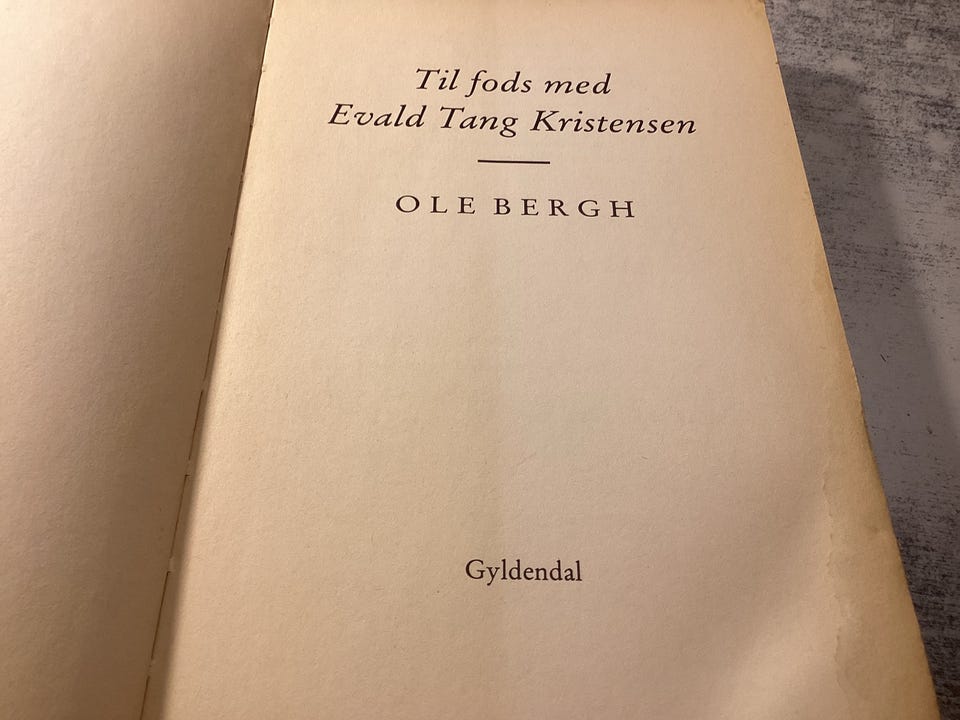 Til fods med
Evald Tang Kristensen
OLE BERGH
Gyldendal